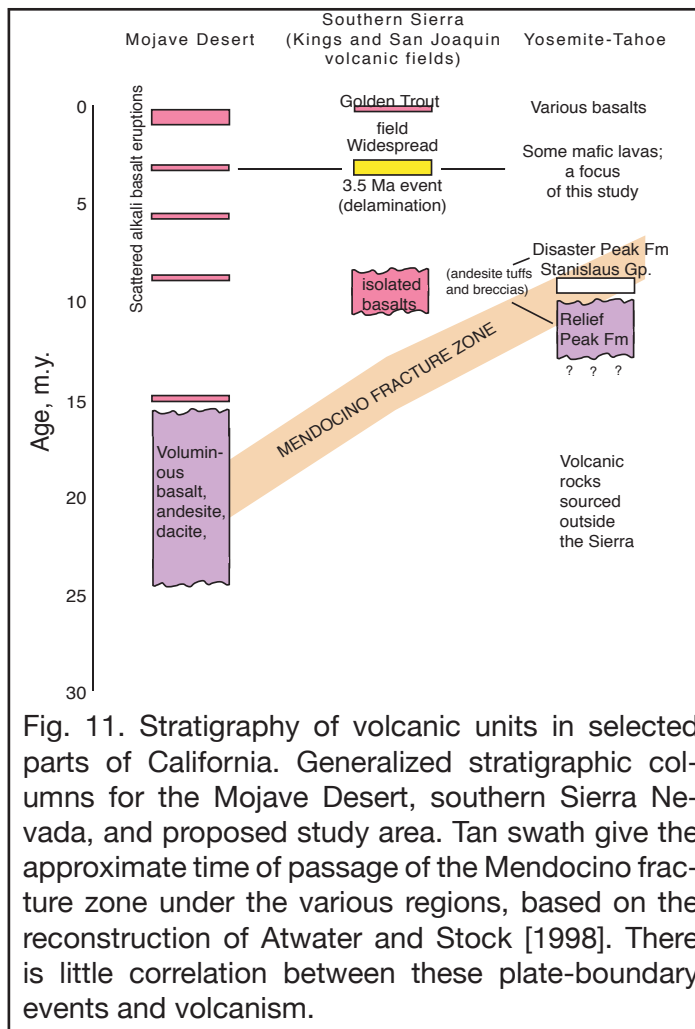 Mojave Desert
Southern Sierra
(Kings and San Joaquin
volcanic fields)
Yosemite-Tahoe
Age, m.y.
0
5
10
15
20
25
30
Scattered alkali basalt eruptions
Volumin-
ous
basalt,
andesite,
dacite,
Golden Trout
field
Widespread
3.5 Ma event
(delamination)
isolated
basalts
MENDOCINO FRACTURE ZONE
Various basalts
Some mafic lavas;
a focus
of this study
Disaster Peak Fm
Stanislaus Gp.
(andesite tuffs
and breccias)
Relief
Peak Fm
? ? ?
Volcanic
rocks
sourced
outside
the Sierra
Fig. 11. Stratigraphy of volcanic units in selected
parts of California. Generalized stratigraphic col-
umns for the Mojave Desert, southern Sierra Ne-
vada, and proposed study area. Tan swath give the
approximate time of passage of the Mendocino frac-
ture zone under the various regions, based on the
reconstruction of Atwater and Stock [1998]. There
is little correlation between these plate-boundary
events and volcanism.